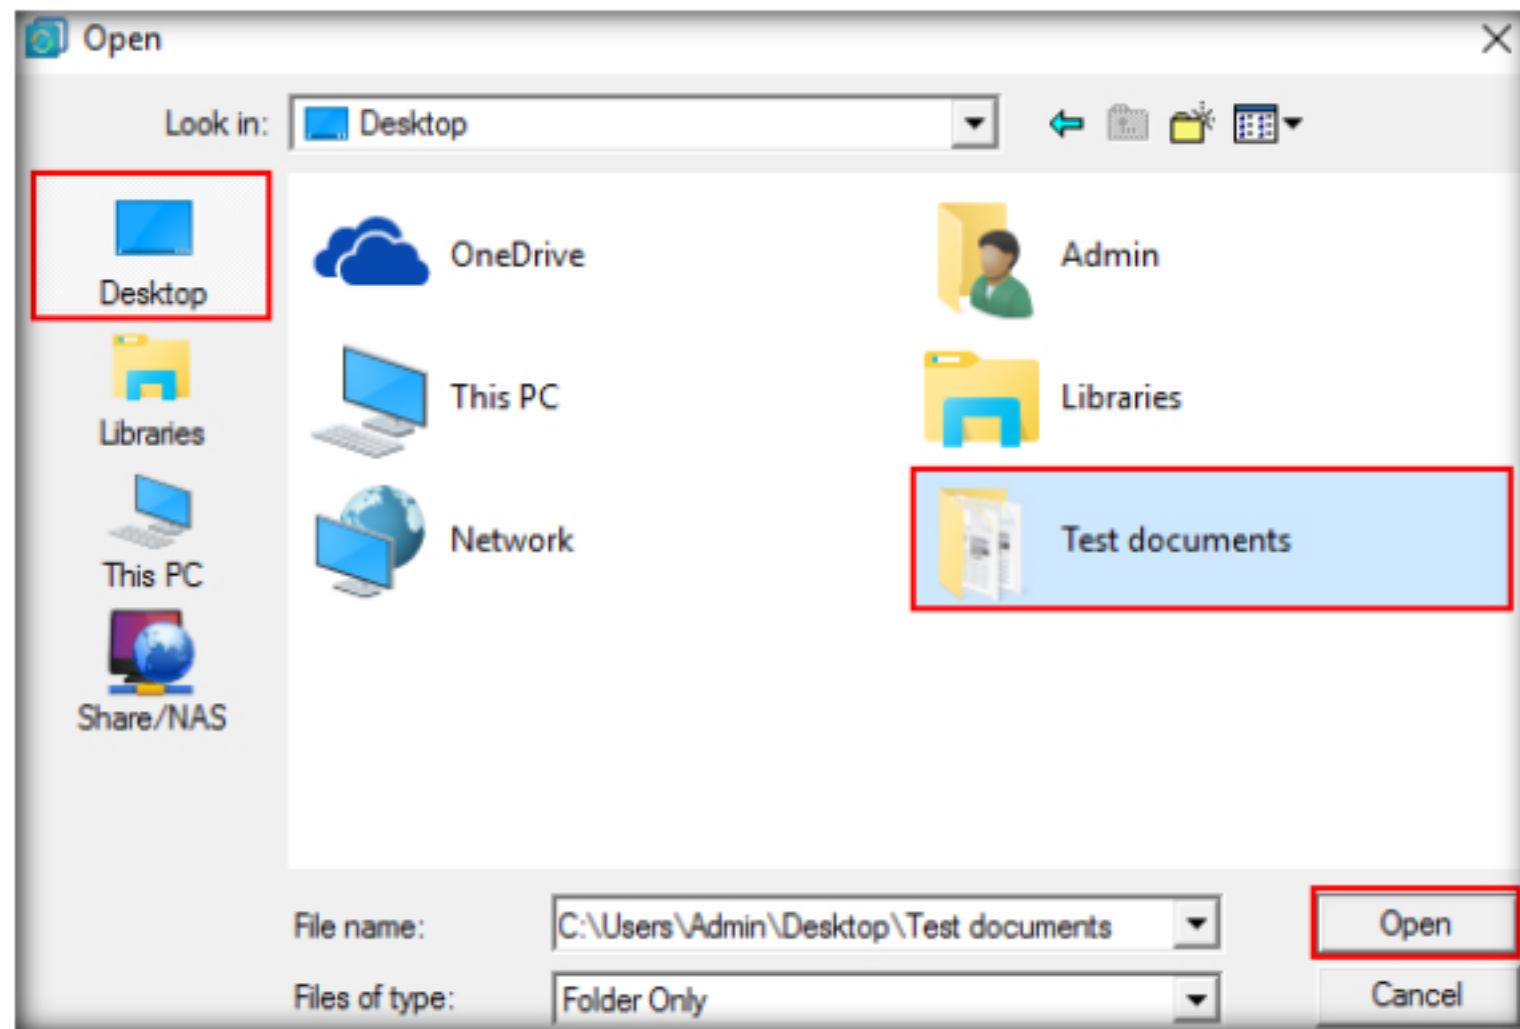 Open
Look in: Desktop
Desktop
Libraries
This PC
Share/NAS
OneDrive
Admin
This PC
Libraries
Network
Test documents
File name: C:\Users\Admin\Desktop\Test documents
Open
Files of type: Folder Only
Cancel